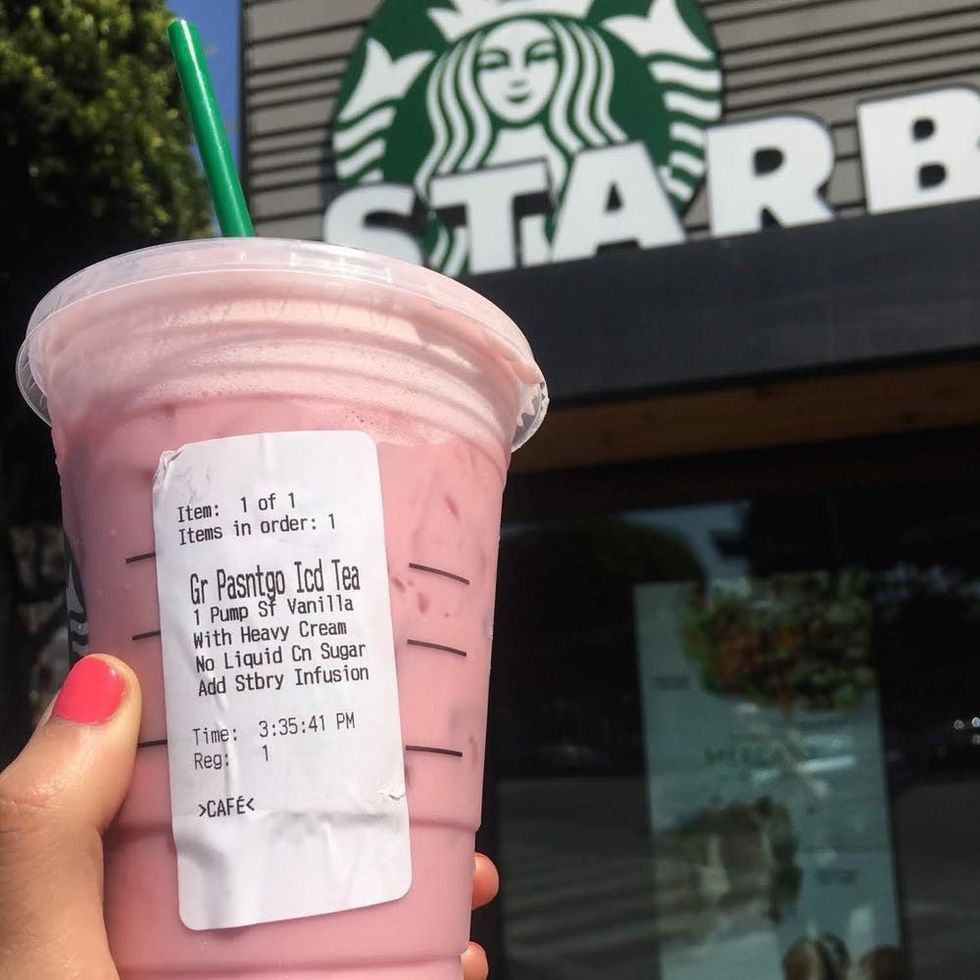 STARB
Item: 1 of 1
Items in order: 1
Gr Pasntgo Icd Tea
1 Pump Sf Vanilla
With Heavy Cream
No Liquid Cn Sugar
Add Stbry Infusion
Time: 3:35:41 PM
Reg: 1
>CAFÉ<